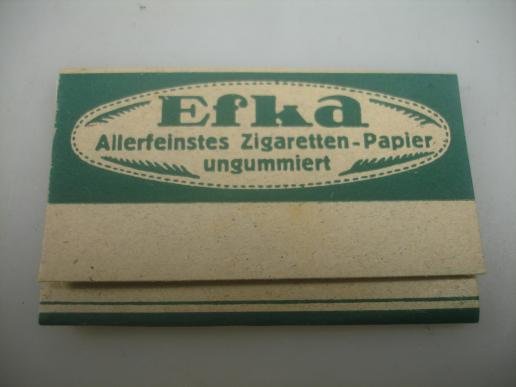 Efka
Allerfeinstes Zigaretten-Papier
ungummiert